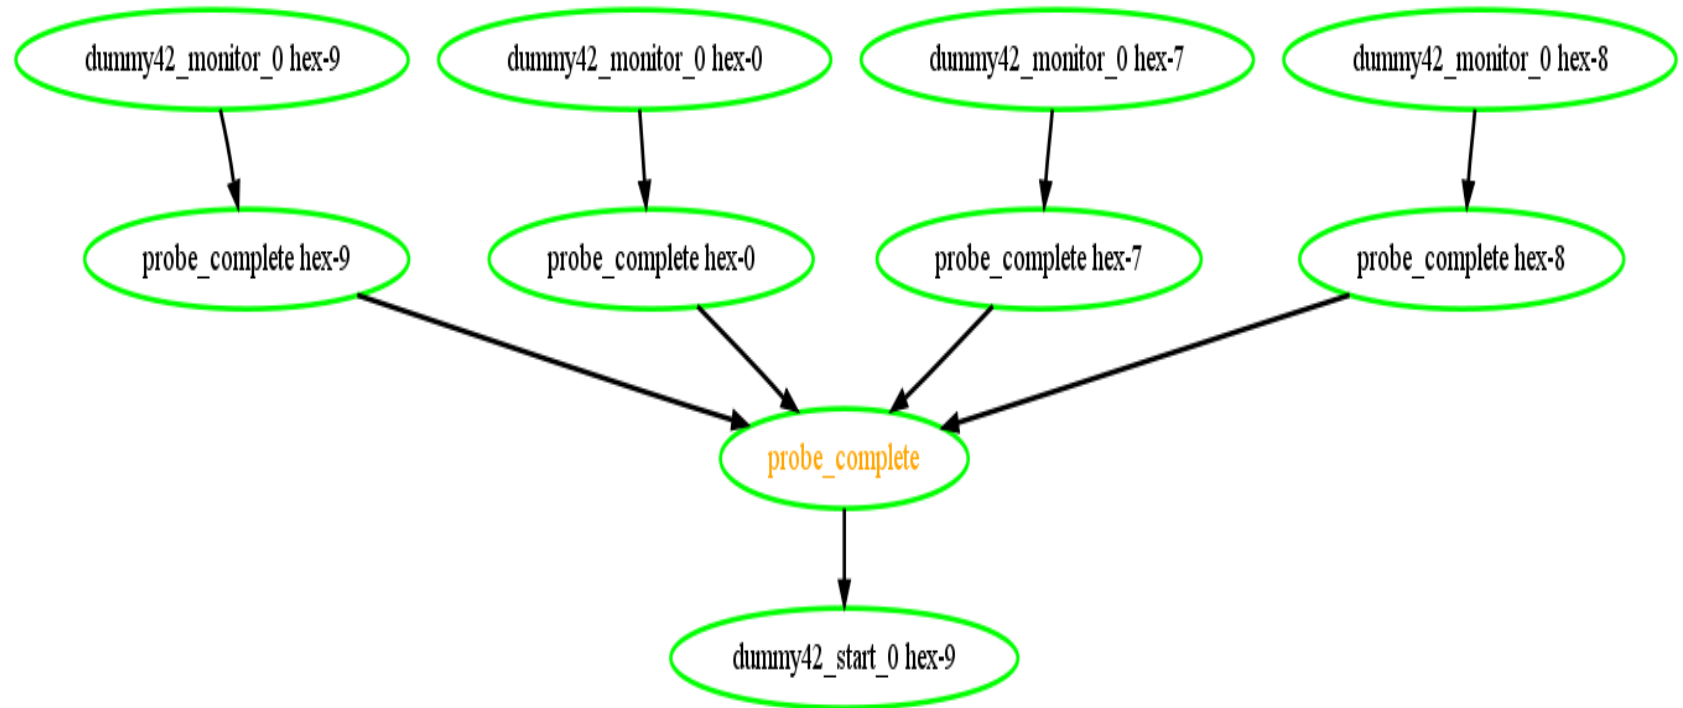 dummy42_monitor_0 hex-9
dummy42_monitor_0 hex-0
dummy42_monitor_0 hex-7
dummy42_monitor_0 hex-8
probe_complete hex-9
probe_complete hex-0
probe_complete hex-7
probe_complete hex-8
probe_complete
dummy42_start_0 hex-9